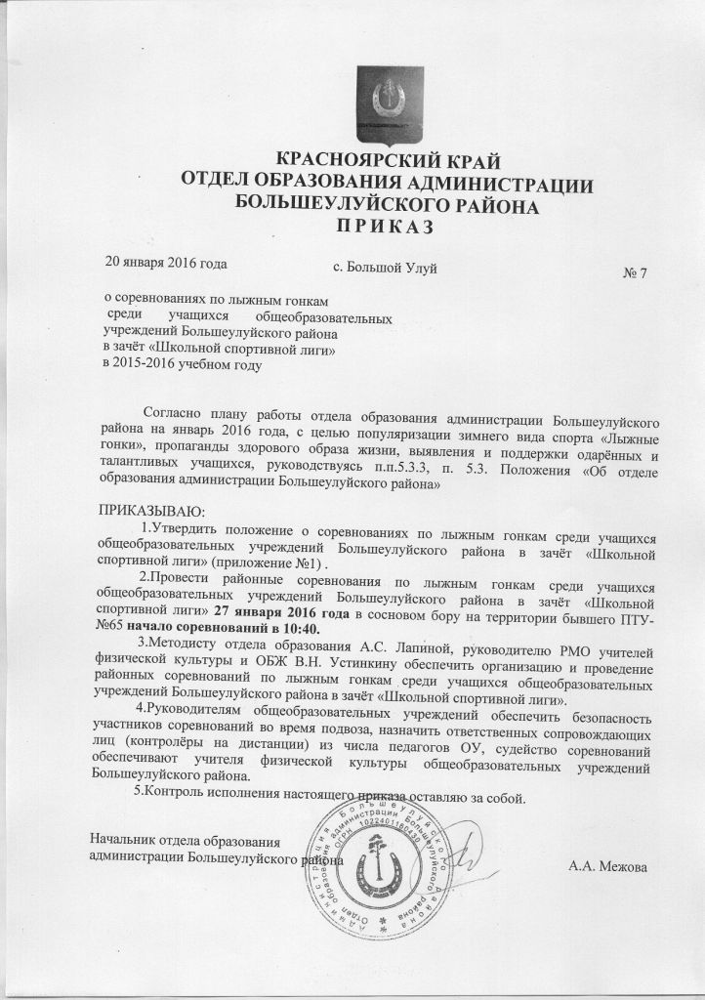 КРАСНОЯРСКИЙ КРАЙ
ОТДЕЛ ОБРАЗОВАНИЯ АДМИНИСТРАЦИИ
БОЛЬШЕУЛУЙСКОГО РАЙОНА
П Р И К А З
20 января 2016 года с. Большой Улуй № 7
о соревнованиях по лыжным гонкам
среди учащихся общеобразовательных
учреждений Большеулуйского района
в зачёт «Школьной спортивной лиги»
в 2015-2016 учебном году
Согласно плану работы отдела образования администрации Большеулуйского
района на январь 2016 года, с целью популяризации зимнего вида спорта «Лыжные
гонки», пропаганды здорового образа жизни, выявления и поддержки одарённых и
талантливых учащихся, руководствуясь п.п.5.3.3, п. 5.3. Положения «Об отделе
образования администрации Большеулуйского района»
ПРИКАЗЫВАЮ:
1.Утвердить положение о соревнованиях по лыжным гонкам среди учащихся
общеобразовательных учреждений Большеулуйского района в зачёт «Школьной
спортивной лиги» (приложение №1) .
2.Провести районные соревнования по лыжным гонкам среди учащихся
общеобразовательных учреждений Большеулуйского района в зачёт «Школьной
спортивной лиги» 27 января 2016 года в сосновом бору на территории бывшего ПТУ-
№65 начало соревнований в 10:40.
3.Методисту отдела образования А.С. Лапиной, руководителю РМО учителей
физической культуры и ОБЖ В.Н. Устинкину обеспечить организацию и проведение
районных соревнований по лыжным гонкам среди учащихся общеобразовательных
учреждений Большеулуйского района в зачёт «Школьной спортивной лиги».
4.Руководителям общеобразовательных учреждений обеспечить безопасность
участников соревнований во время подвоза, назначить ответственных сопровождающих
лиц (контролёры на дистанции) из числа педагогов ОУ, судейство соревнований
обеспечивают учителя физической культуры общеобразовательных учреждений
Большеулуйского района.
5.Контроль исполнения настоящего приказа оставляю за собой.
Начальник отдела образования
администрации Большеулуйского района А.А. Межова
Администрация Большеулуйского района
Отдел образования администрации Большеулуйского района
ОГРН 1022401160439